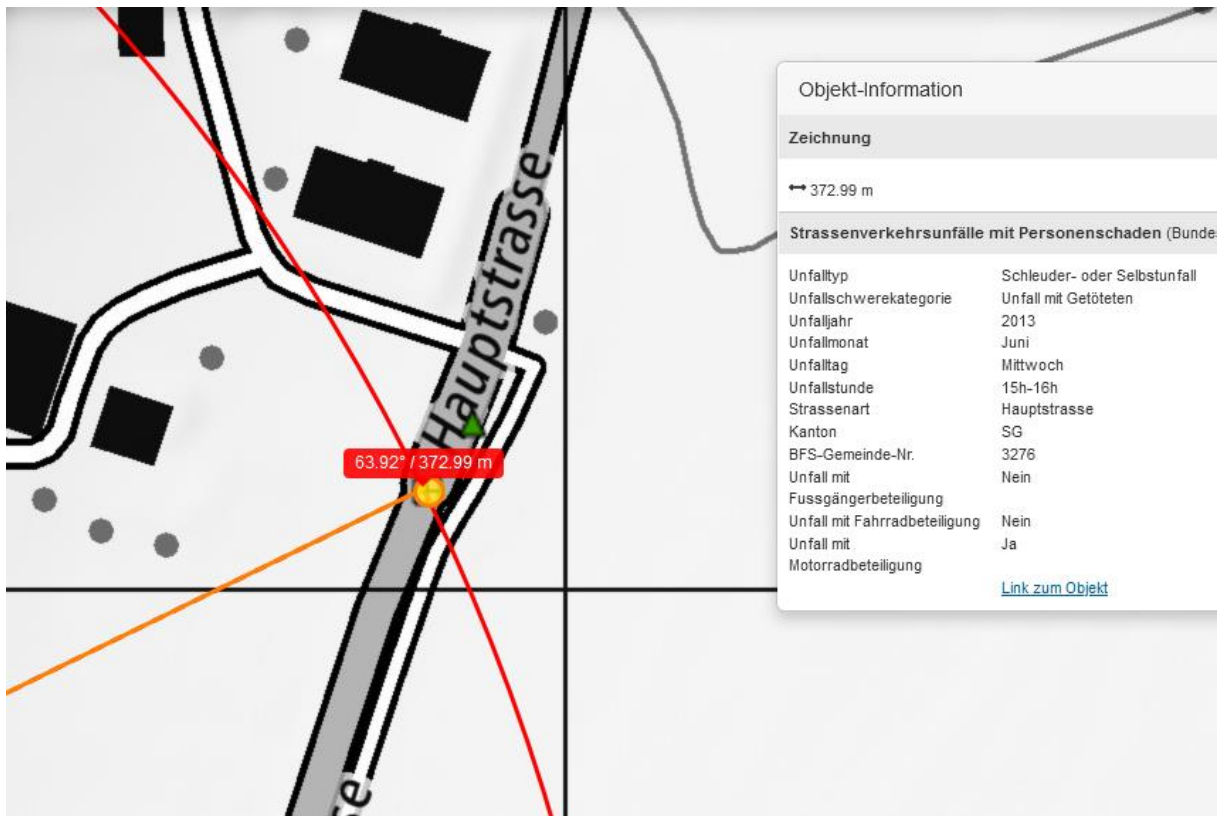 Hauptstrasse
63.92° / 372.99 m
se
Objekt-Information
Zeichnung
372.99 m
Strassenverkehrsunfälle mit Personenschaden (Bunde
Unfalltyp Schleuder- oder Selbstunfall
Unfallschwerekategorie Unfall mit Getöteten
Unfalljahr 2013
Unfallmonat Juni
Unfalltag Mittwoch
Unfallstunde 15h-16h
Strassenart Hauptstrasse
Kanton SG
BFS-Gemeinde-Nr. 3276
Unfall mit Nein
Fussgängerbeteiligung
Unfall mit Fahrradbeteiligung Nein
Unfall mit Ja
Motorradbeteiligung
Link zum Objekt